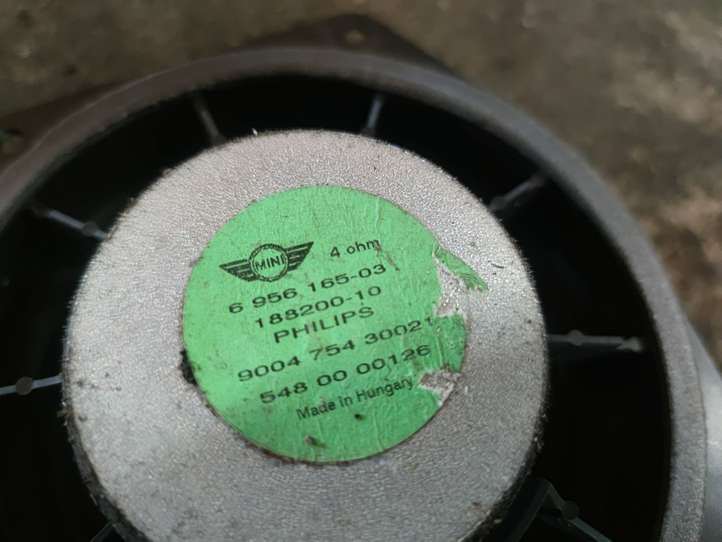 MINI 4 ohm
6 956 165-03
188200-10
PHILIPS
9004 754 30021
548 00 00126
Made in Hungary